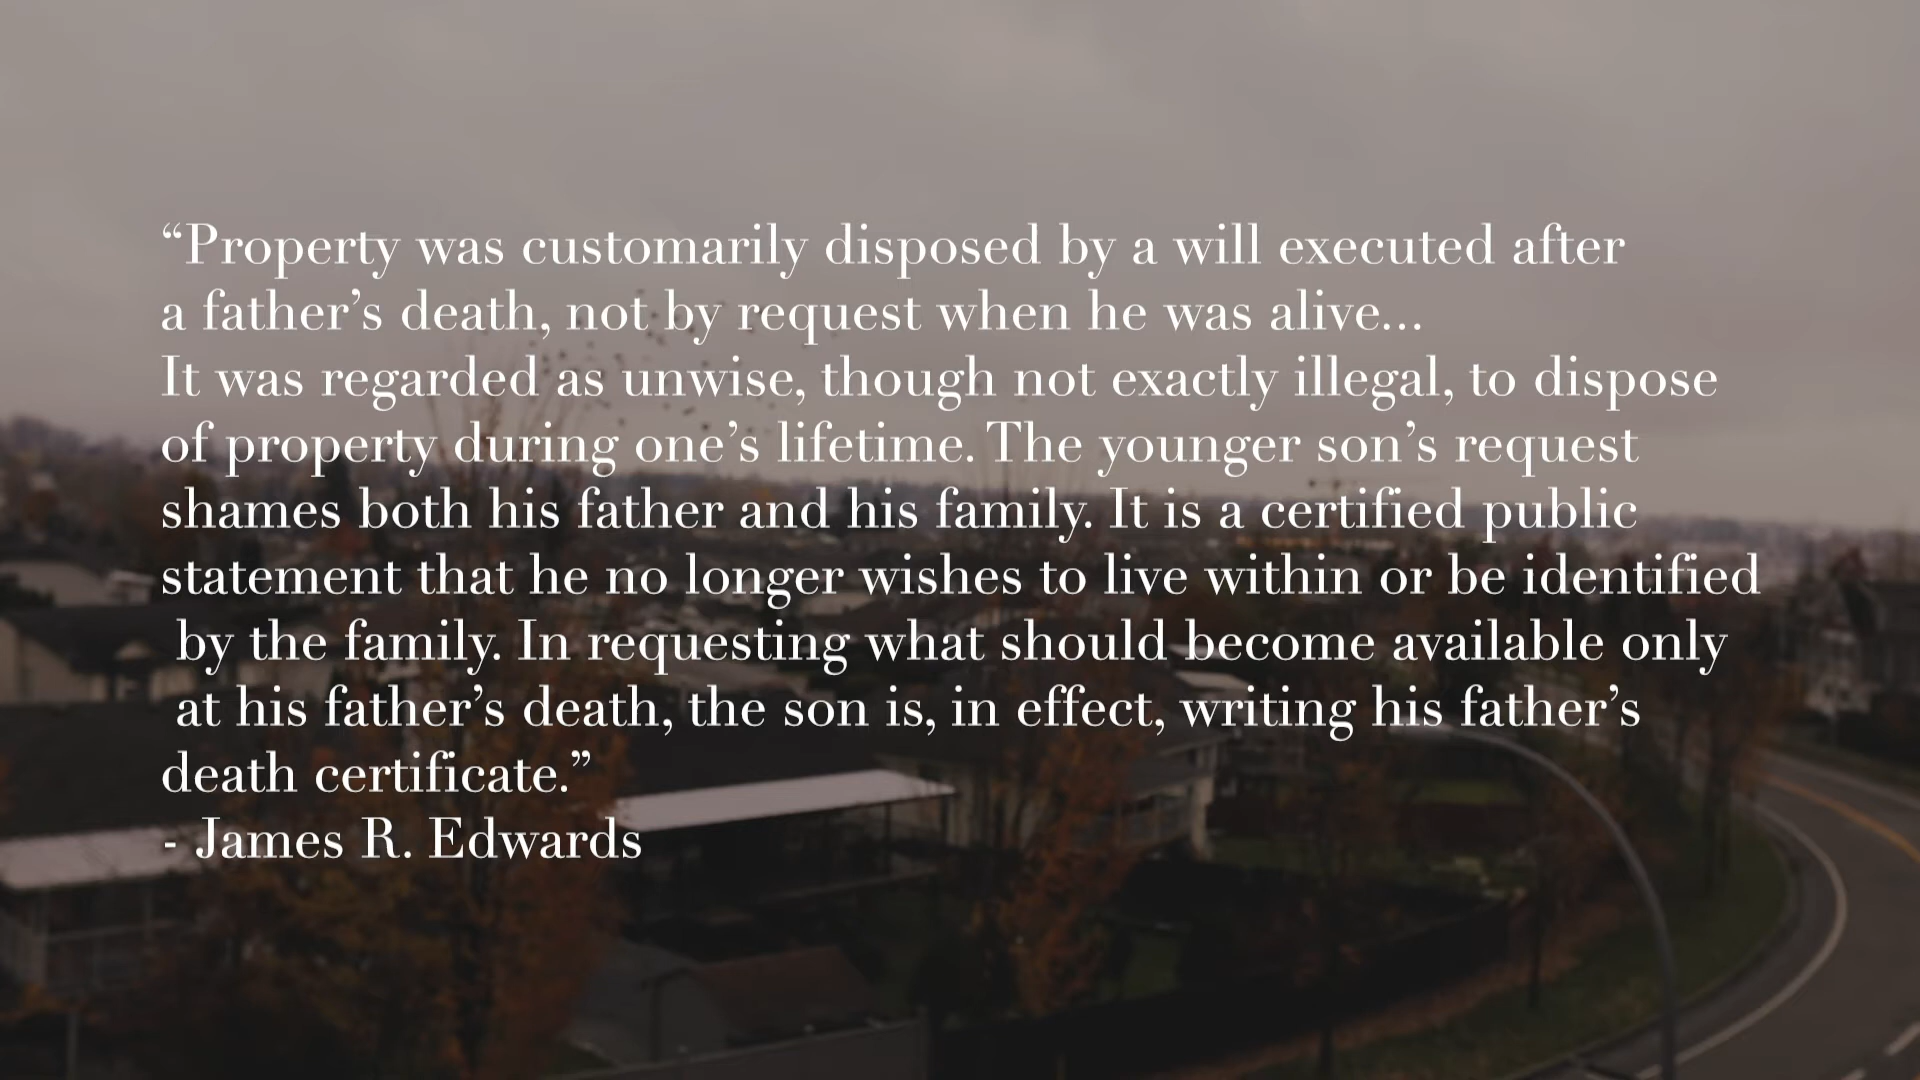 “Property was customarily disposed by a will executed after
a father’s death, not by request when he was alive...
It was regarded as unwise, though not exactly illegal, to dispose
of property during one’s lifetime. The younger son’s request
shames both his father and his family. It is a certified public
statement that he no longer wishes to live within or be identified
by the family. In requesting what should become available only
at his father’s death, the son is, in effect, writing his father’s
death certificate.”
- James R. Edwards